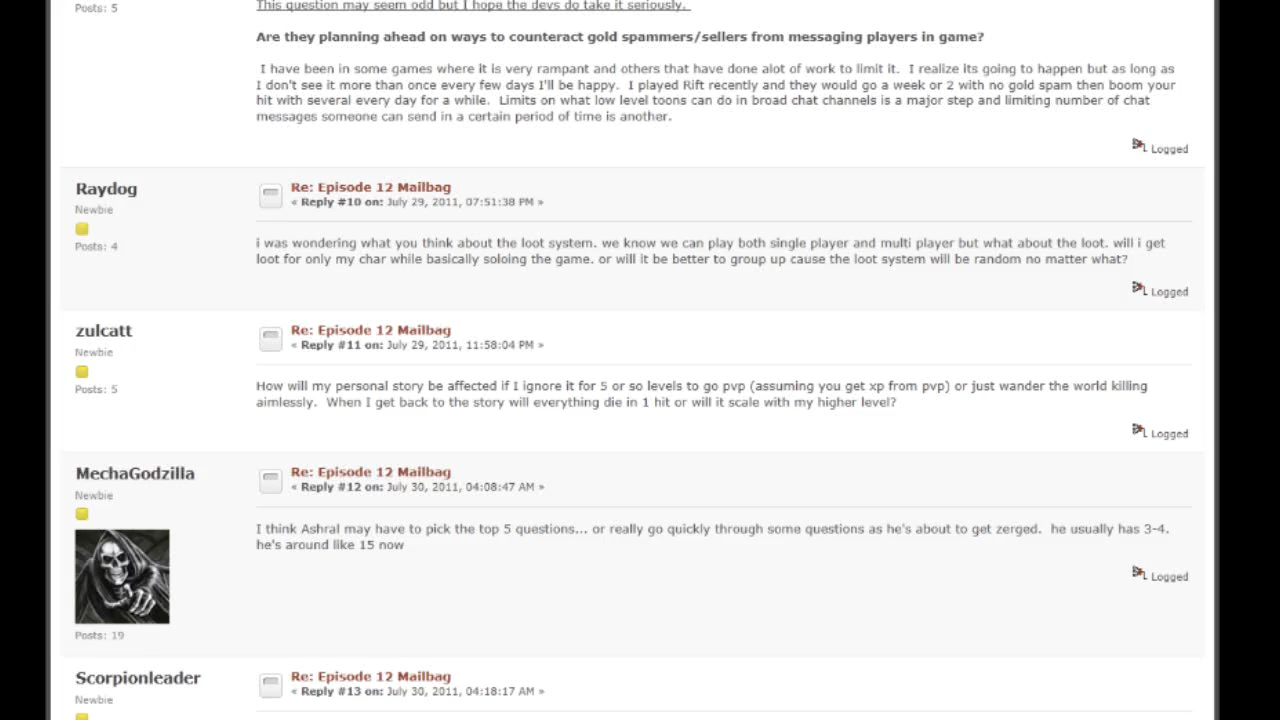 Posts: 5
This question may seem odd but I hope the devs do take it seriously.
Are they planning ahead on ways to counteract gold spammers/sellers from messaging players in game?
I have been in some games where it is very rampant and others that have done alot of work to limit it.  I realize its going to happen but as long as
I don't see it more than once every few days I'll be happy.  I played Rift recently and they would go a week or 2 with no gold spam then boom your
hit with several every day for a while.  Limits on what low level toons can do in broad chat channels is a major step and limiting number of chat
messages someone can send in a certain period of time is another.
Logged
Raydog
Newbie
Posts: 4
Re: Episode 12 Mailbag
« Reply #10 on: July 29, 2011, 07:51:38 PM »
i was wondering what you think about the loot system. we know we can play both single player and multi player but what about the loot. will i get
loot for only my char while basically soloing the game. or will it be better to group up cause the loot system will be random no matter what?
Logged
zulcatt
Newbie
Posts: 5
Re: Episode 12 Mailbag
« Reply #11 on: July 29, 2011, 11:58:04 PM »
How will my personal story be affected if I ignore it for 5 or so levels to go pvp (assuming you get xp from pvp) or just wander the world killing
aimlessly.  When I get back to the story will everything die in 1 hit or will it scale with my higher level?
Logged
MechaGodzilla
Newbie
Posts: 19
Re: Episode 12 Mailbag
« Reply #12 on: July 30, 2011, 04:08:47 AM »
I think Ashral may have to pick the top 5 questions... or really go quickly through some questions as he's about to get zerged.  he usually has 3-4.
he's around like 15 now
Logged
Scorpionleader
Newbie
Re: Episode 12 Mailbag
« Reply #13 on: July 30, 2011, 04:18:17 AM »